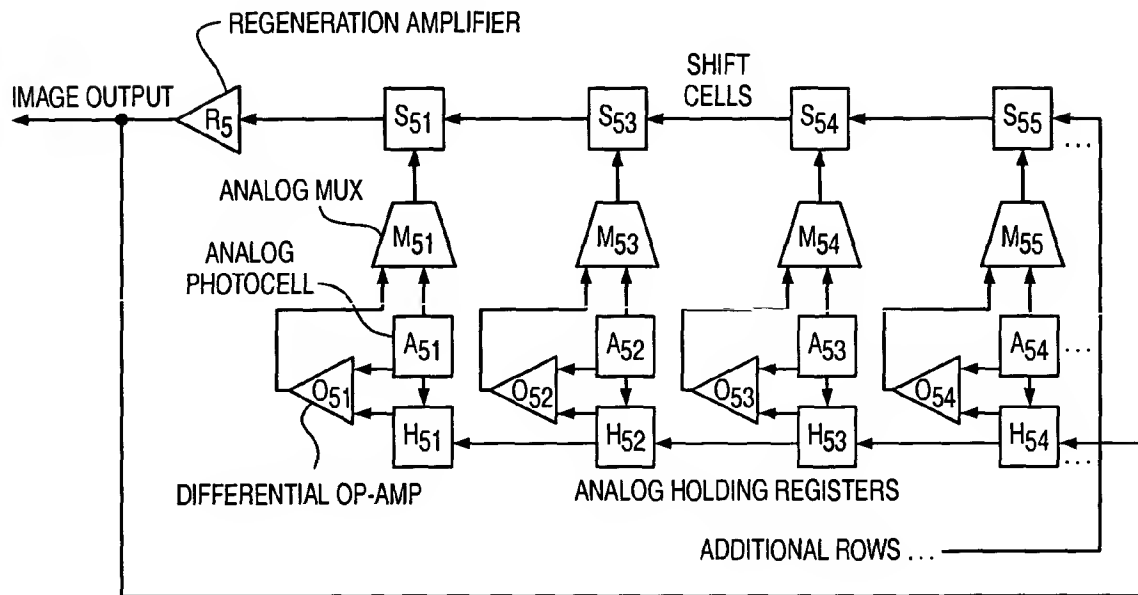 REGENERATION AMPLIFIER
IMAGE OUTPUT
SHIFT
CELLS
R5
S51
S53
S54
S55
...
ANALOG MUX
M51
M53
M54
M55
ANALOG
PHOTOCELL
A51
A52
A53
A54
...
O51
O52
O53
O54
H51
H52
H53
H54
...
DIFFERENTIAL OP-AMP
ANALOG HOLDING REGISTERS
ADDITIONAL ROWS ...